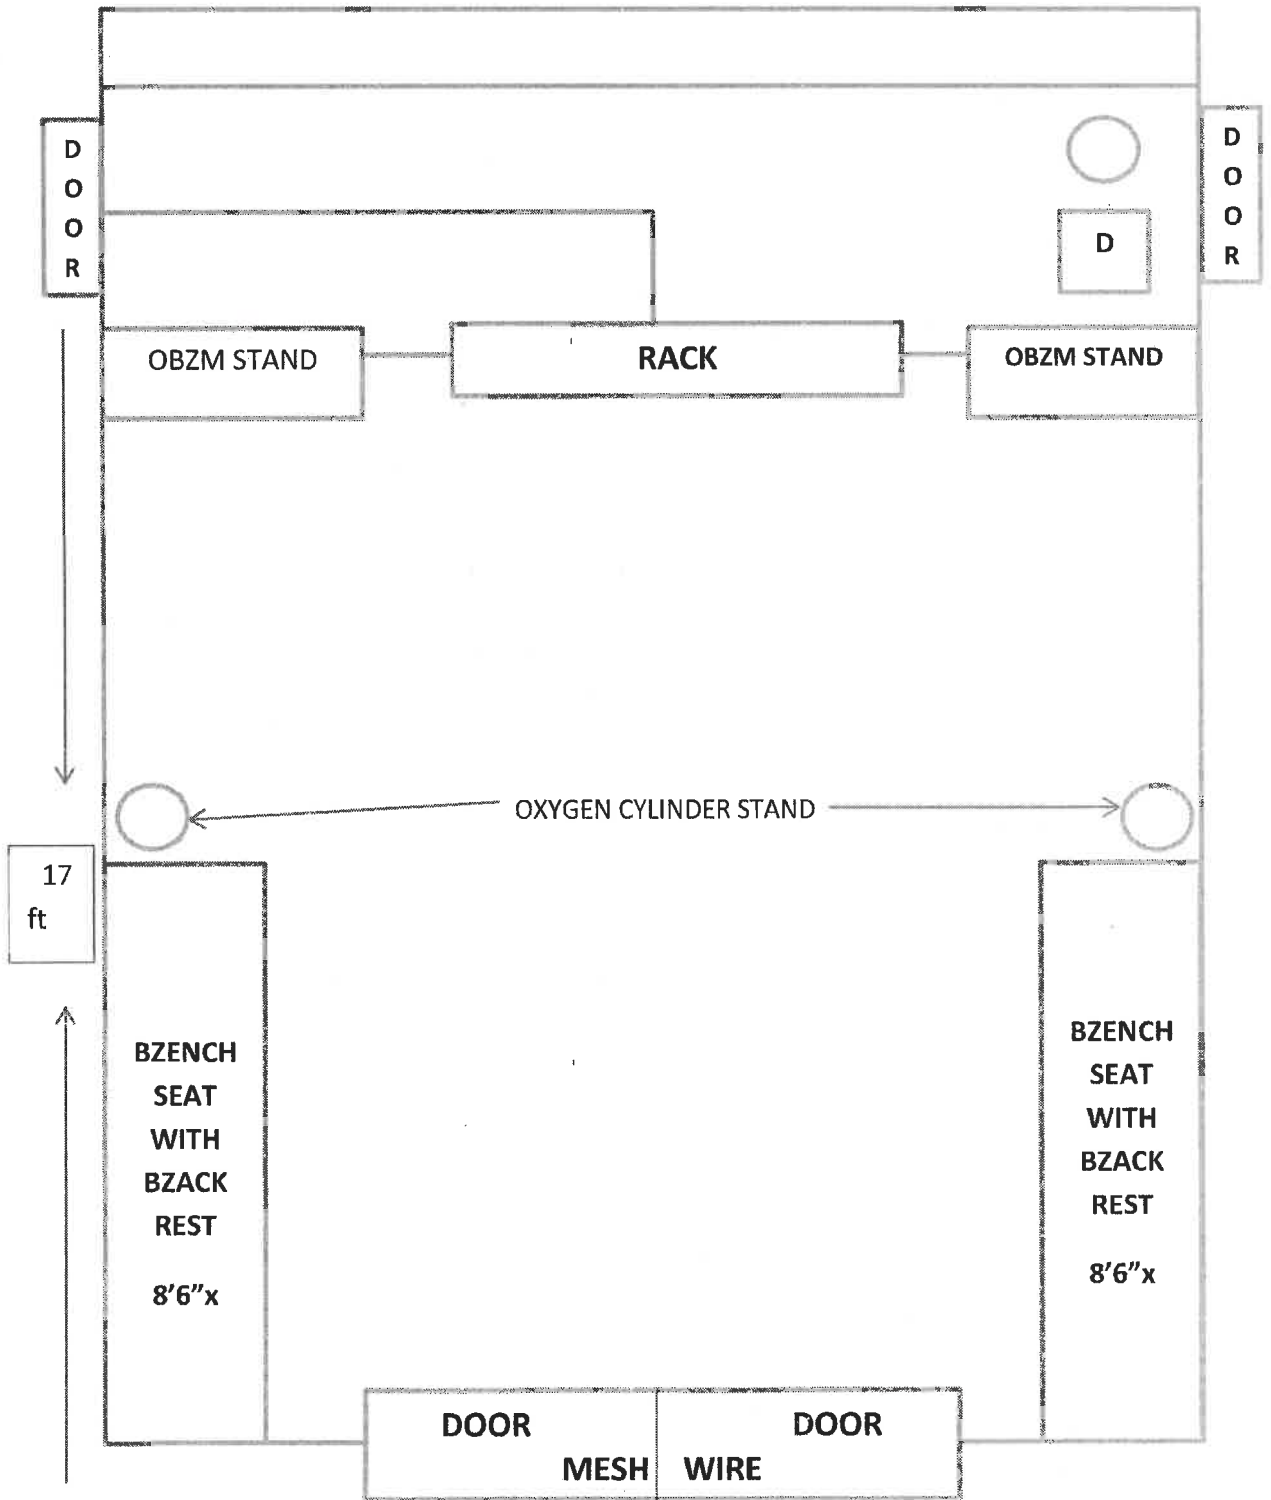 D
O
O
R
D
O
O
R
D
OBZM STAND
RACK
OBZM STAND
OXYGEN CYLINDER STAND
17
ft
BZENCH
SEAT
WITH
BZACK
REST
8’6”x
BZENCH
SEAT
WITH
BZACK
REST
8’6”x
DOOR DOOR
MESH WIRE